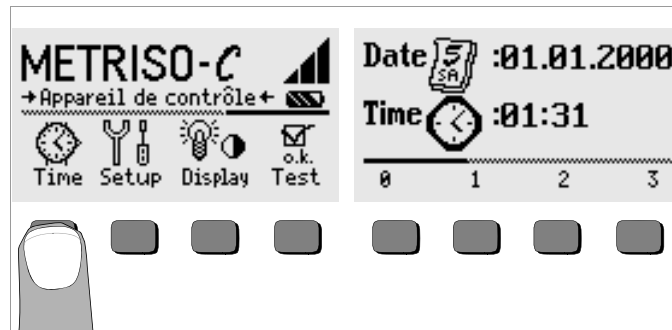 METRISO-C
→Appareil de contrôle←
Time Setup Display o.k. Test
Date 5 SA :01.01.2000
Time :01:31
0 1 2 3